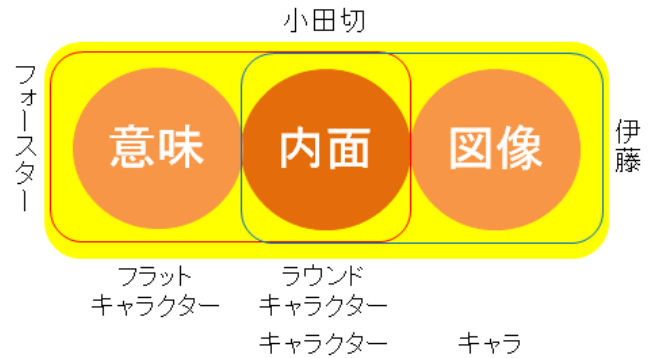 小田切
フォースター
意味
内面
図像
伊藤
フラット
キャラクター
ラウンド
キャラクター
キャラクター
キャラ